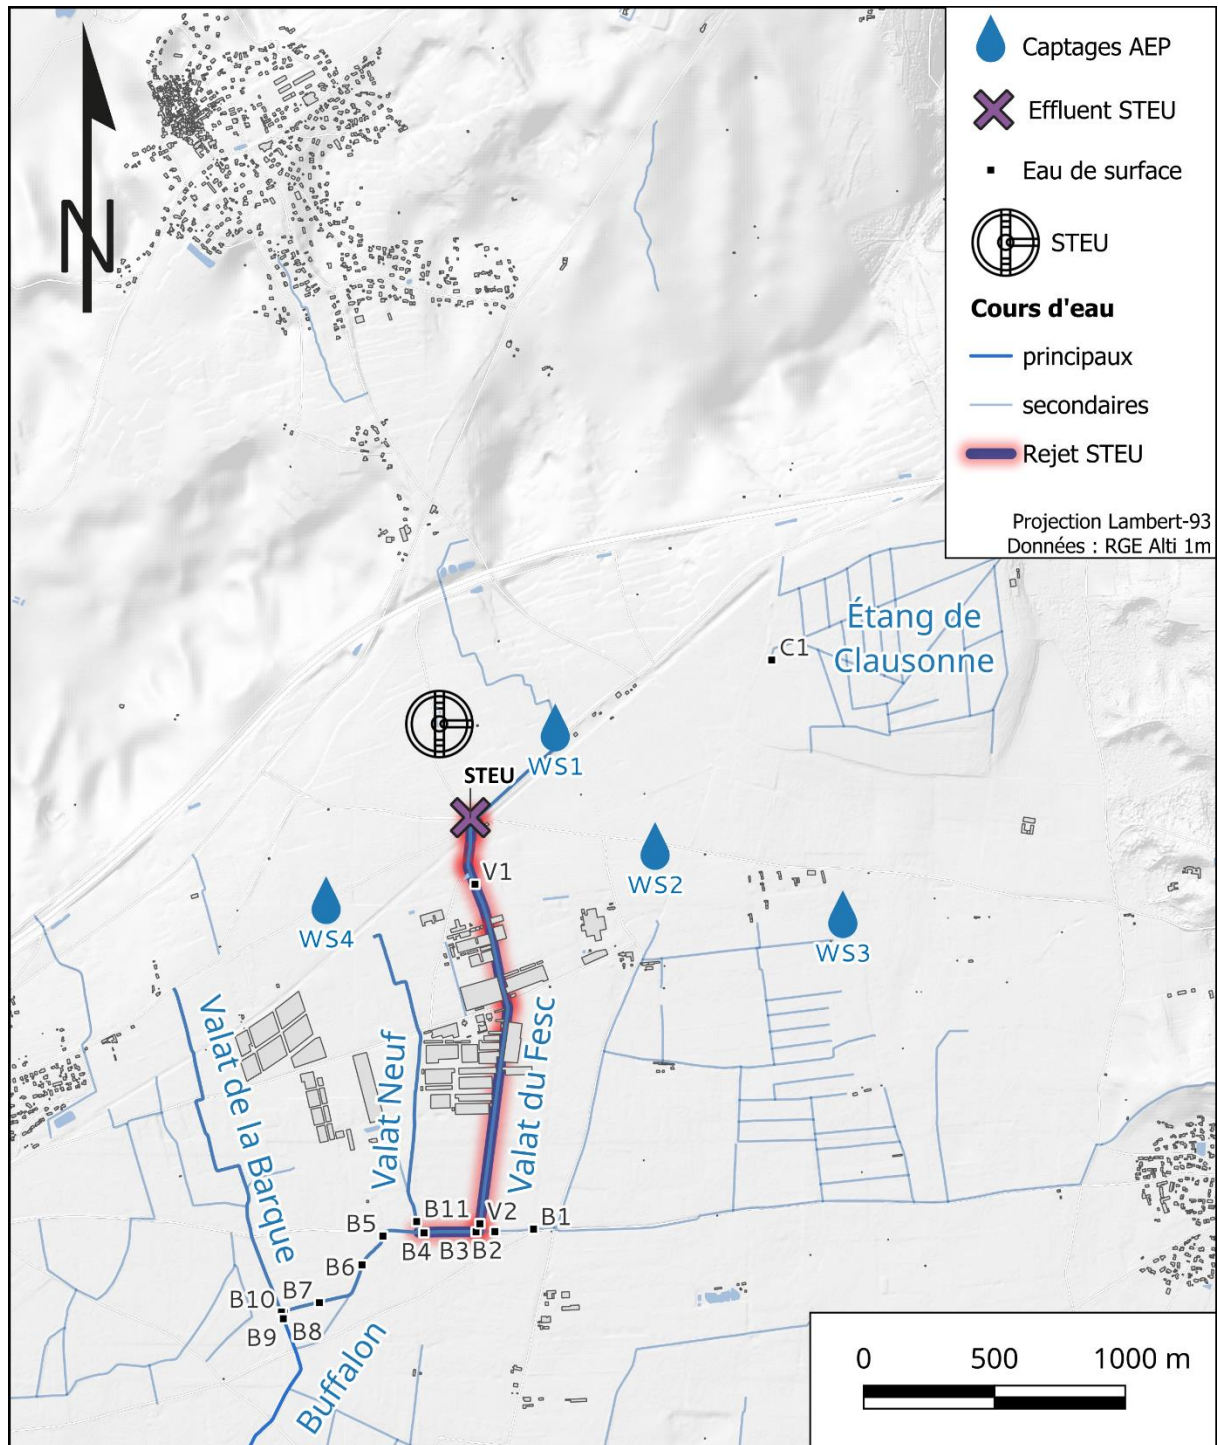 N
Captages AEP
Effluent STEU
Eau de surface
STEU
Cours d'eau
principaux
secondaires
Rejet STEU
Projection Lambert-93
Données : RGE Alti 1m
Étang de
Clausonne
C1
WS1
STEU
V1
WS2
WS4
WS3
Valat de la Barque
Valat Neuf
Valat du Fesc
B11
V2
B1
B5
B4
B3
B2
B6
B7
B10
B9
B8
Buffalon
0 500 1000 m